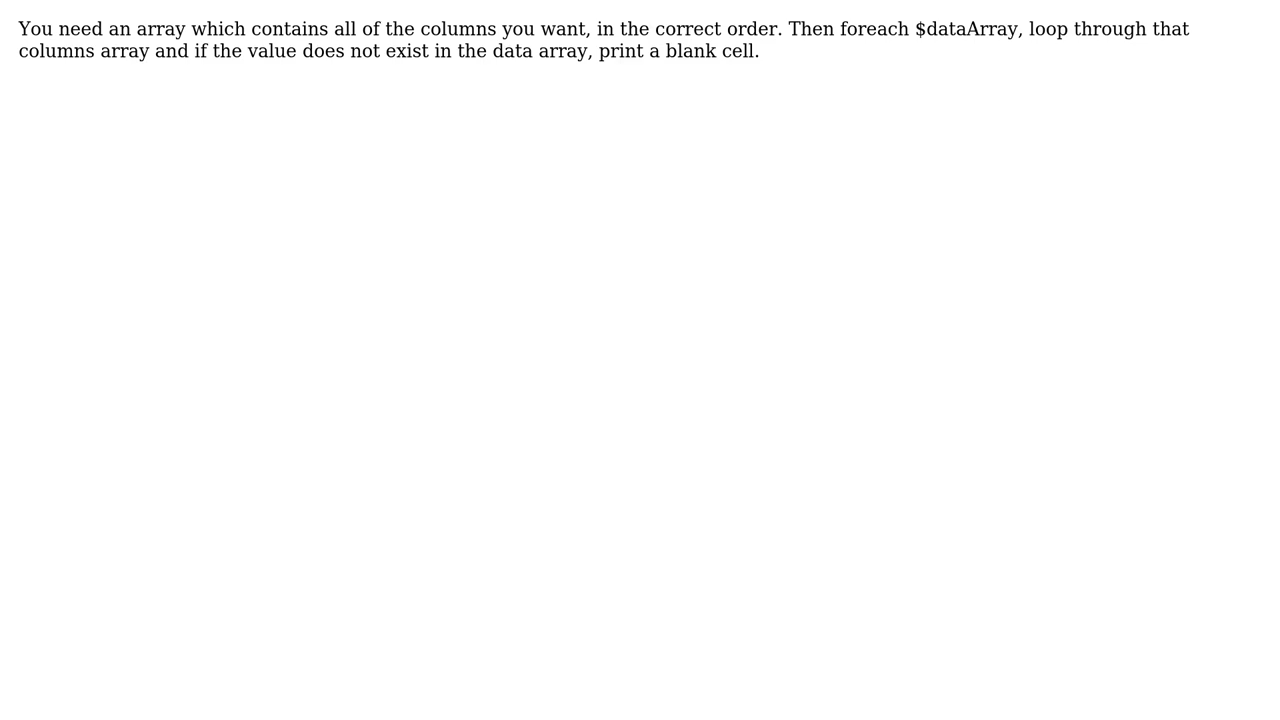 You need an array which contains all of the columns you want, in the correct order. Then foreach $dataArray, loop through that
columns array and if the value does not exist in the data array, print a blank cell.